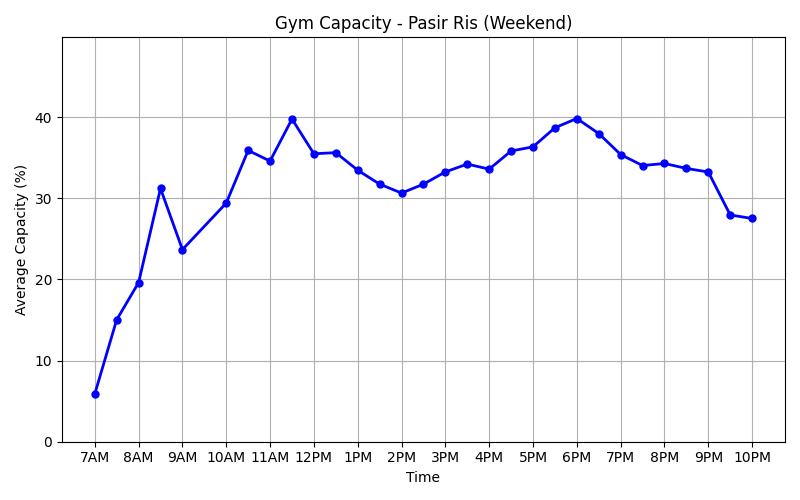 Gym Capacity - Pasir Ris (Weekend)
Average Capacity (%)
40
30
20
10
0
7AM 8AM 9AM 10AM 11AM 12PM 1PM 2PM 3PM 4PM 5PM 6PM 7PM 8PM 9PM 10PM
Time